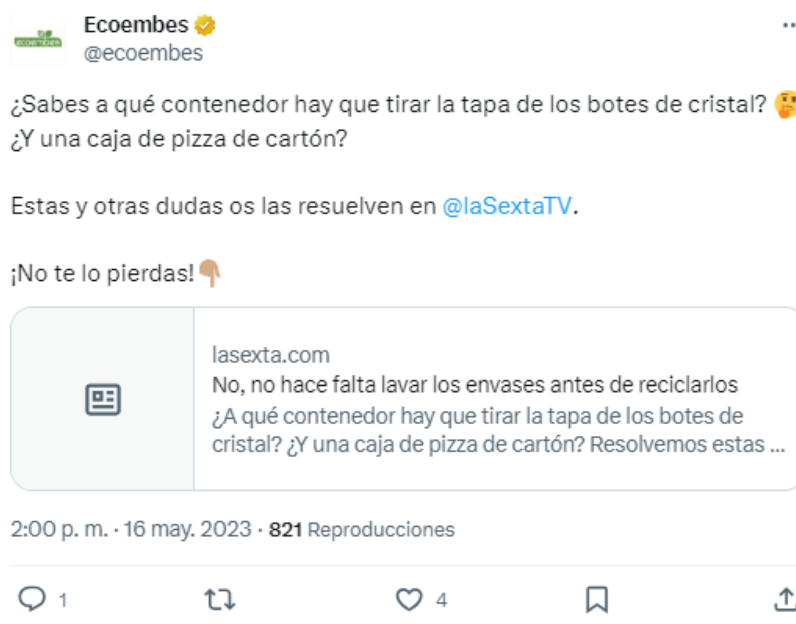 Ecoembes
@ecoembes
¿Sabes a qué contenedor hay que tirar la tapa de los botes de cristal? 🤔
¿Y una caja de pizza de cartón?
Estas y otras dudas os las resuelven en @laSextaTV.
¡No te lo pierdas!👇🏽
lasexta.com
No, no hace falta lavar los envases antes de reciclarlos
¿A qué contenedor hay que tirar la tapa de los botes de
cristal? ¿Y una caja de pizza de cartón? Resolvemos estas ...
2:00 p. m. · 16 may. 2023 · 821 Reproducciones
1
4